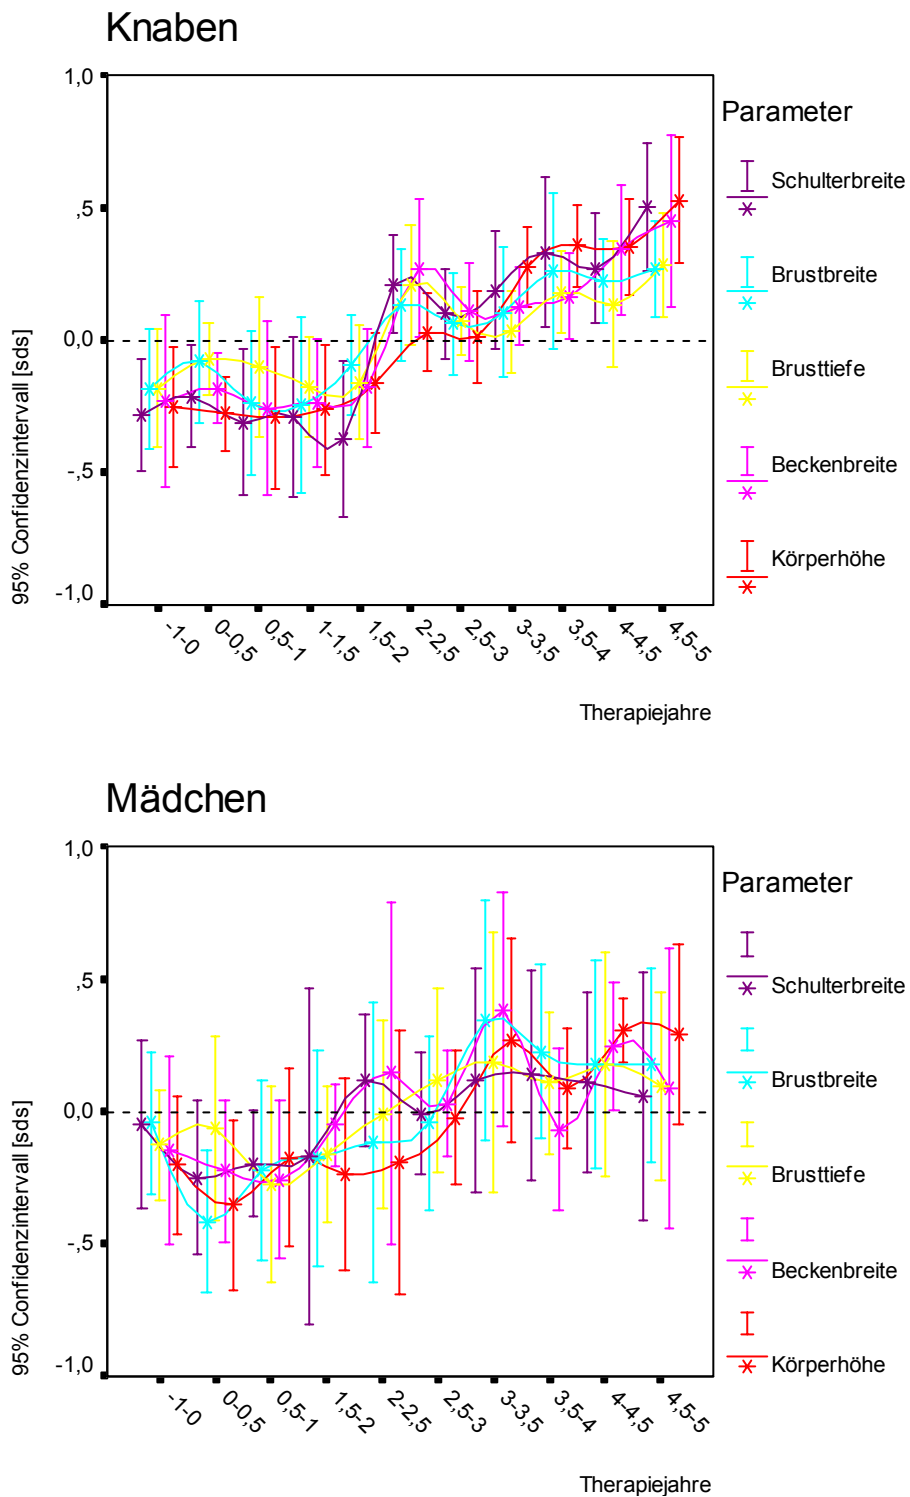 Knaben
1,0
,5
0,0
-,5
-1,0
95% Confidenzintervall [sds]
-1-0
0-0,5
0,5-1
1-1,5
1,5-2
2-2,5
2,5-3
3-3,5
3,5-4
4-4,5
4,5-5
Therapiejahre
Parameter
Schulterbreite
Brustbreite
Brusttiefe
Beckenbreite
Körperhöhe
Mädchen
1,0
,5
0,0
-,5
-1,0
95% Confidenzintervall [sds]
-1-0
0-0,5
0,5-1
1,5-2
2-2,5
2,5-3
3-3,5
3,5-4
4-4,5
4,5-5
Therapiejahre
Parameter
Schulterbreite
Brustbreite
Brusttiefe
Beckenbreite
Körperhöhe